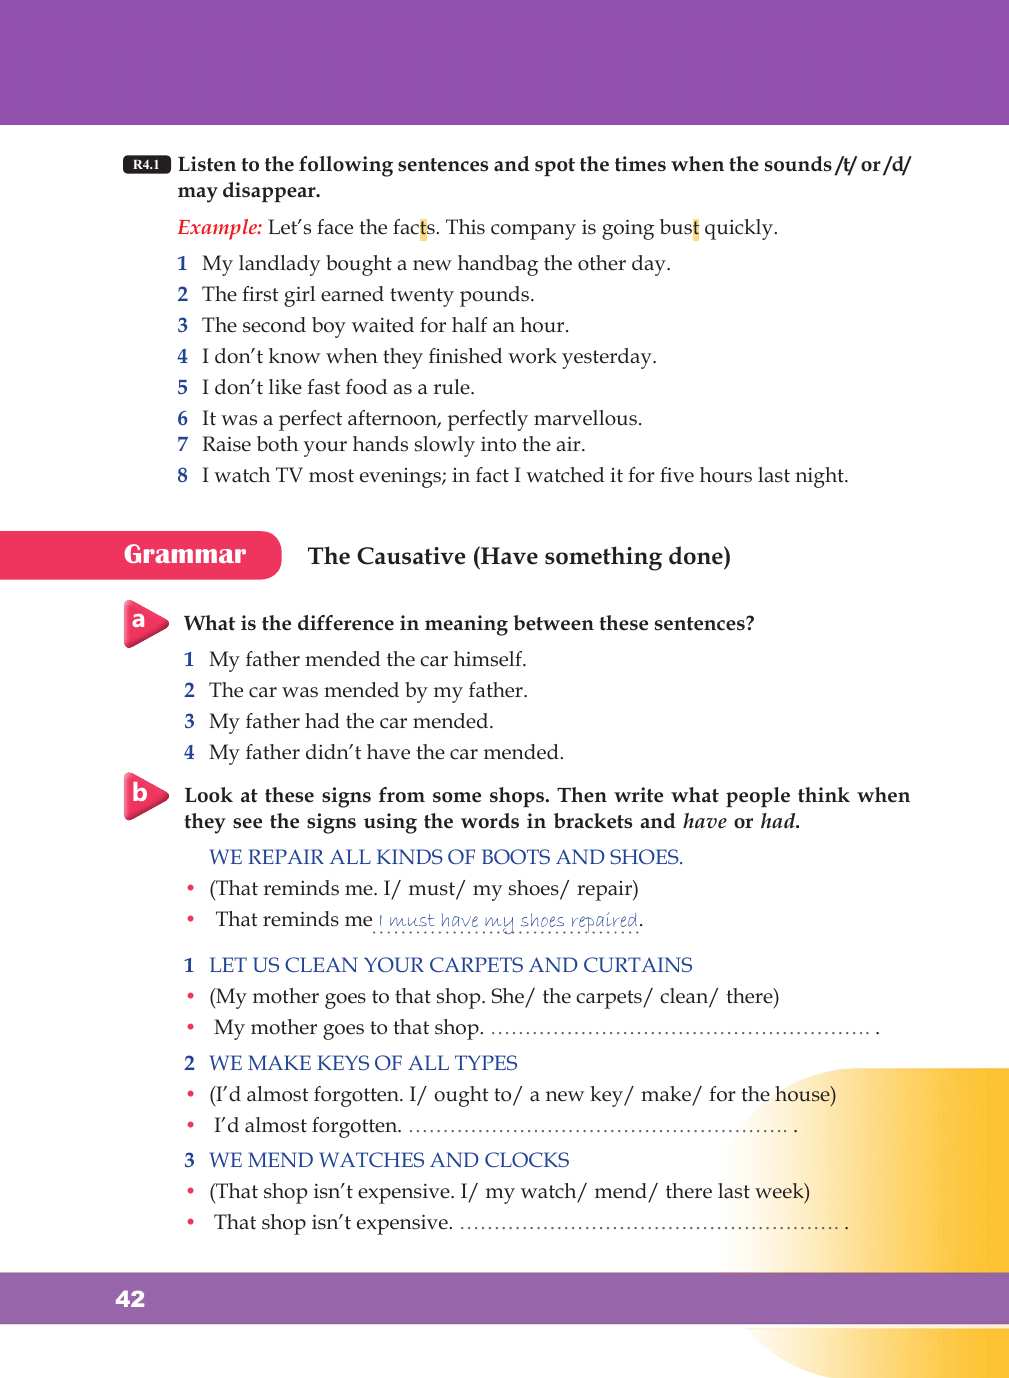 R4.1 Listen to the following sentences and spot the times when the sounds /t/ or /d/
may disappear.
Example: Let's face the facts. This company is going bust quickly.
1 My landlady bought a new handbag the other day.
2 The first girl earned twenty pounds.
3 The second boy waited for half an hour.
4 I don't know when they finished work yesterday.
5 I don't like fast food as a rule.
6 It was a perfect afternoon, perfectly marvellous.
7 Raise both your hands slowly into the air.
8 I watch TV most evenings; in fact I watched it for five hours last night.
Grammar The Causative (Have something done)
a What is the difference in meaning between these sentences?
1 My father mended the car himself.
2 The car was mended by my father.
3 My father had the car mended.
4 My father didn't have the car mended.
b Look at these signs from some shops. Then write what people think when
they see the signs using the words in brackets and have or had.
WE REPAIR ALL KINDS OF BOOTS AND SHOES.
• (That reminds me. I/ must/ my shoes/ repair)
• That reminds me I must have my shoes repaired.
1 LET US CLEAN YOUR CARPETS AND CURTAINS
• (My mother goes to that shop. She/ the carpets/ clean/ there)
• My mother goes to that shop. ...................................................... .
2 WE MAKE KEYS OF ALL TYPES
• (I'd almost forgotten. I/ ought to/ a new key/ make/ for the house)
• I'd almost forgotten. ...................................................... .
3 WE MEND WATCHES AND CLOCKS
• (That shop isn't expensive. I/ my watch/ mend/ there last week)
• That shop isn't expensive. ...................................................... .
42